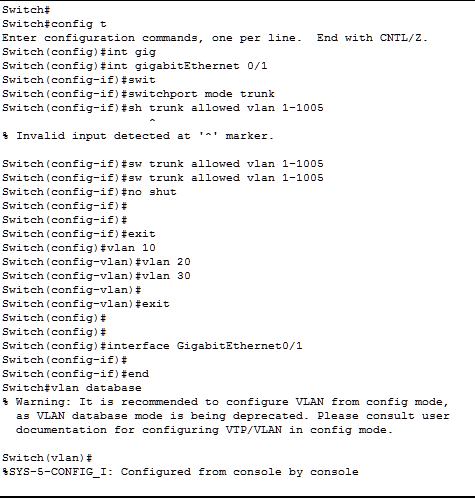 Switch#
Switch#config t
Enter configuration commands, one per line.  End with CNTL/Z.
Switch(config)#int gig
Switch(config)#int gigabitEthernet 0/1
Switch(config-if)#swit
Switch(config-if)#switchport mode trunk
Switch(config-if)#sh trunk allowed vlan 1-1005
                     ^
% Invalid input detected at '^' marker.

Switch(config-if)#sw trunk allowed vlan 1-1005
Switch(config-if)#sw trunk allowed vlan 1-1005
Switch(config-if)#no shut
Switch(config-if)#
Switch(config-if)#
Switch(config-if)#exit
Switch(config)#vlan 10
Switch(config-vlan)#vlan 20
Switch(config-vlan)#vlan 30
Switch(config-vlan)#
Switch(config-vlan)#exit
Switch(config)#
Switch(config)#
Switch(config)#interface GigabitEthernet0/1
Switch(config-if)#
Switch(config-if)#end
Switch#vlan database
% Warning: It is recommended to configure VLAN from config mode,
  as VLAN database mode is being deprecated. Please consult user
  documentation for configuring VTP/VLAN in config mode.

Switch(vlan)#
%SYS-5-CONFIG_I: Configured from console by console